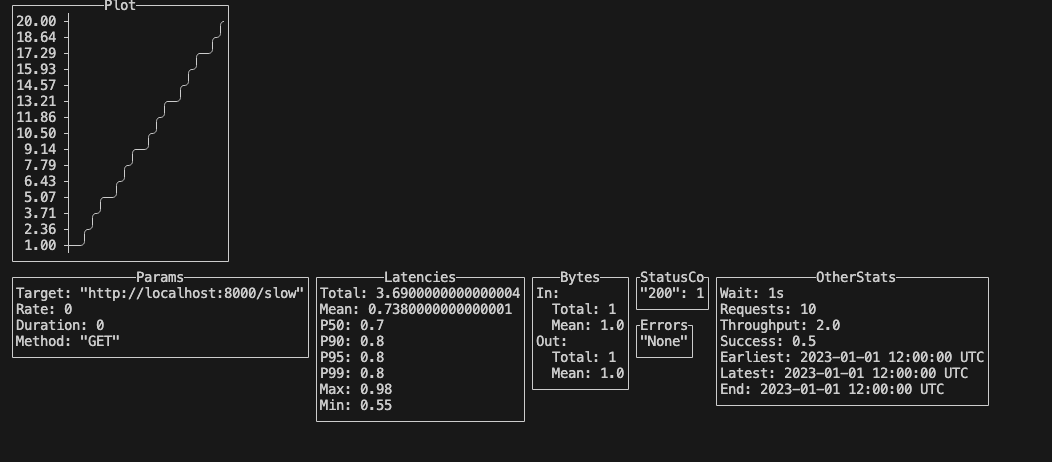 Plot
20.00
18.64
17.29
15.93
14.57
13.21
11.86
10.50
9.14
7.79
6.43
5.07
3.71
2.36
1.00
Params
Target: "http://localhost:8000/slow"
Rate: 0
Duration: 0
Method: "GET"
Latencies
Total: 3.6900000000000004
Mean: 0.7380000000000001
P50: 0.7
P90: 0.8
P95: 0.8
P99: 0.8
Max: 0.98
Min: 0.55
Bytes
In:
Total: 1
Mean: 1.0
Out:
Total: 1
Mean: 1.0
StatusCo
"200": 1
Errors
"None"
OtherStats
Wait: 1s
Requests: 10
Throughput: 2.0
Success: 0.5
Earliest: 2023-01-01 12:00:00 UTC
Latest: 2023-01-01 12:00:00 UTC
End: 2023-01-01 12:00:00 UTC